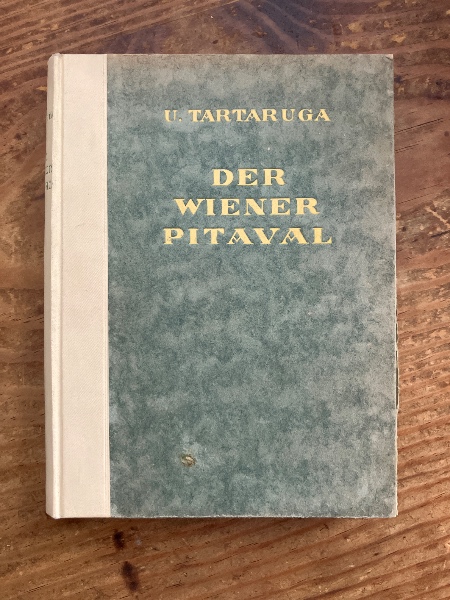 U. TARTARUGA
DER
WIENER
PITAVAL